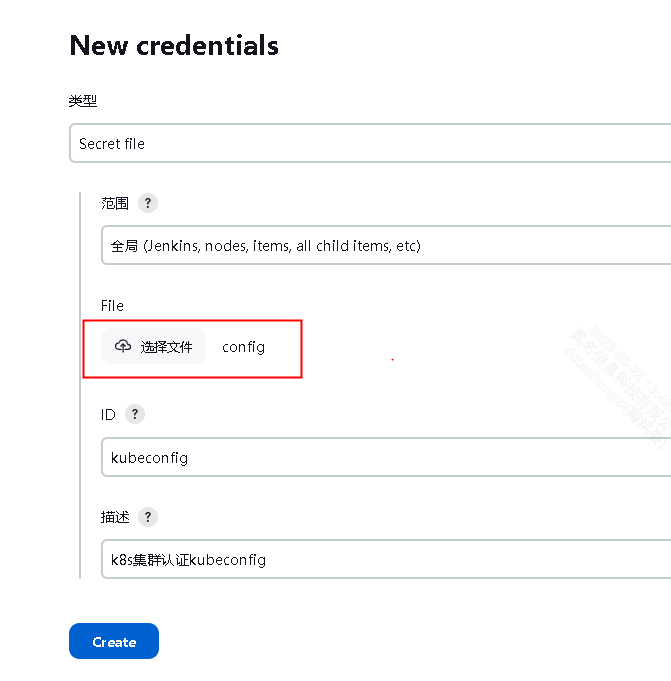 New credentials
类型
Secret file
范围 ?
全局 (Jenkins, nodes, items, all child items, etc)
File
选择文件 config
ID ?
kubeconfig
描述 ?
k8s集群认证kubeconfig
Create